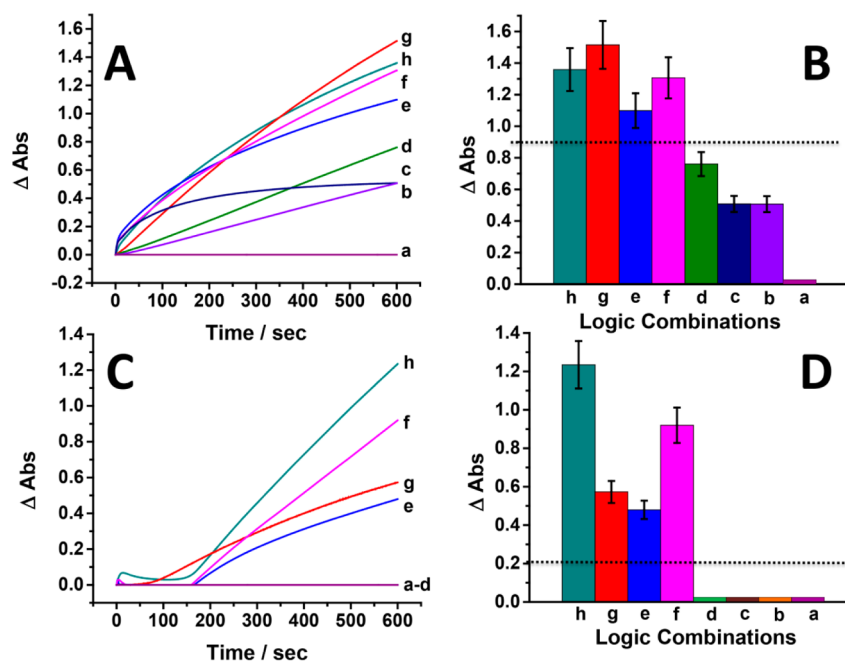 A
Δ Abs
1.6
1.4
1.2
1.0
0.8
0.6
0.4
0.2
0.0
-0.2
g
h
f
e
d
c
b
a
0 100 200 300 400 500 600
Time / sec
B
Δ Abs
1.6
1.4
1.2
1.0
0.8
0.6
0.4
0.2
0.0
h g e f d c b a
Logic Combinations
C
Δ Abs
1.4
1.2
1.0
0.8
0.6
0.4
0.2
0.0
h
f
g
e
a-d
0 100 200 300 400 500 600
Time / sec
D
Δ Abs
1.4
1.2
1.0
0.8
0.6
0.4
0.2
0.0
h g e f d c b a
Logic Combinations